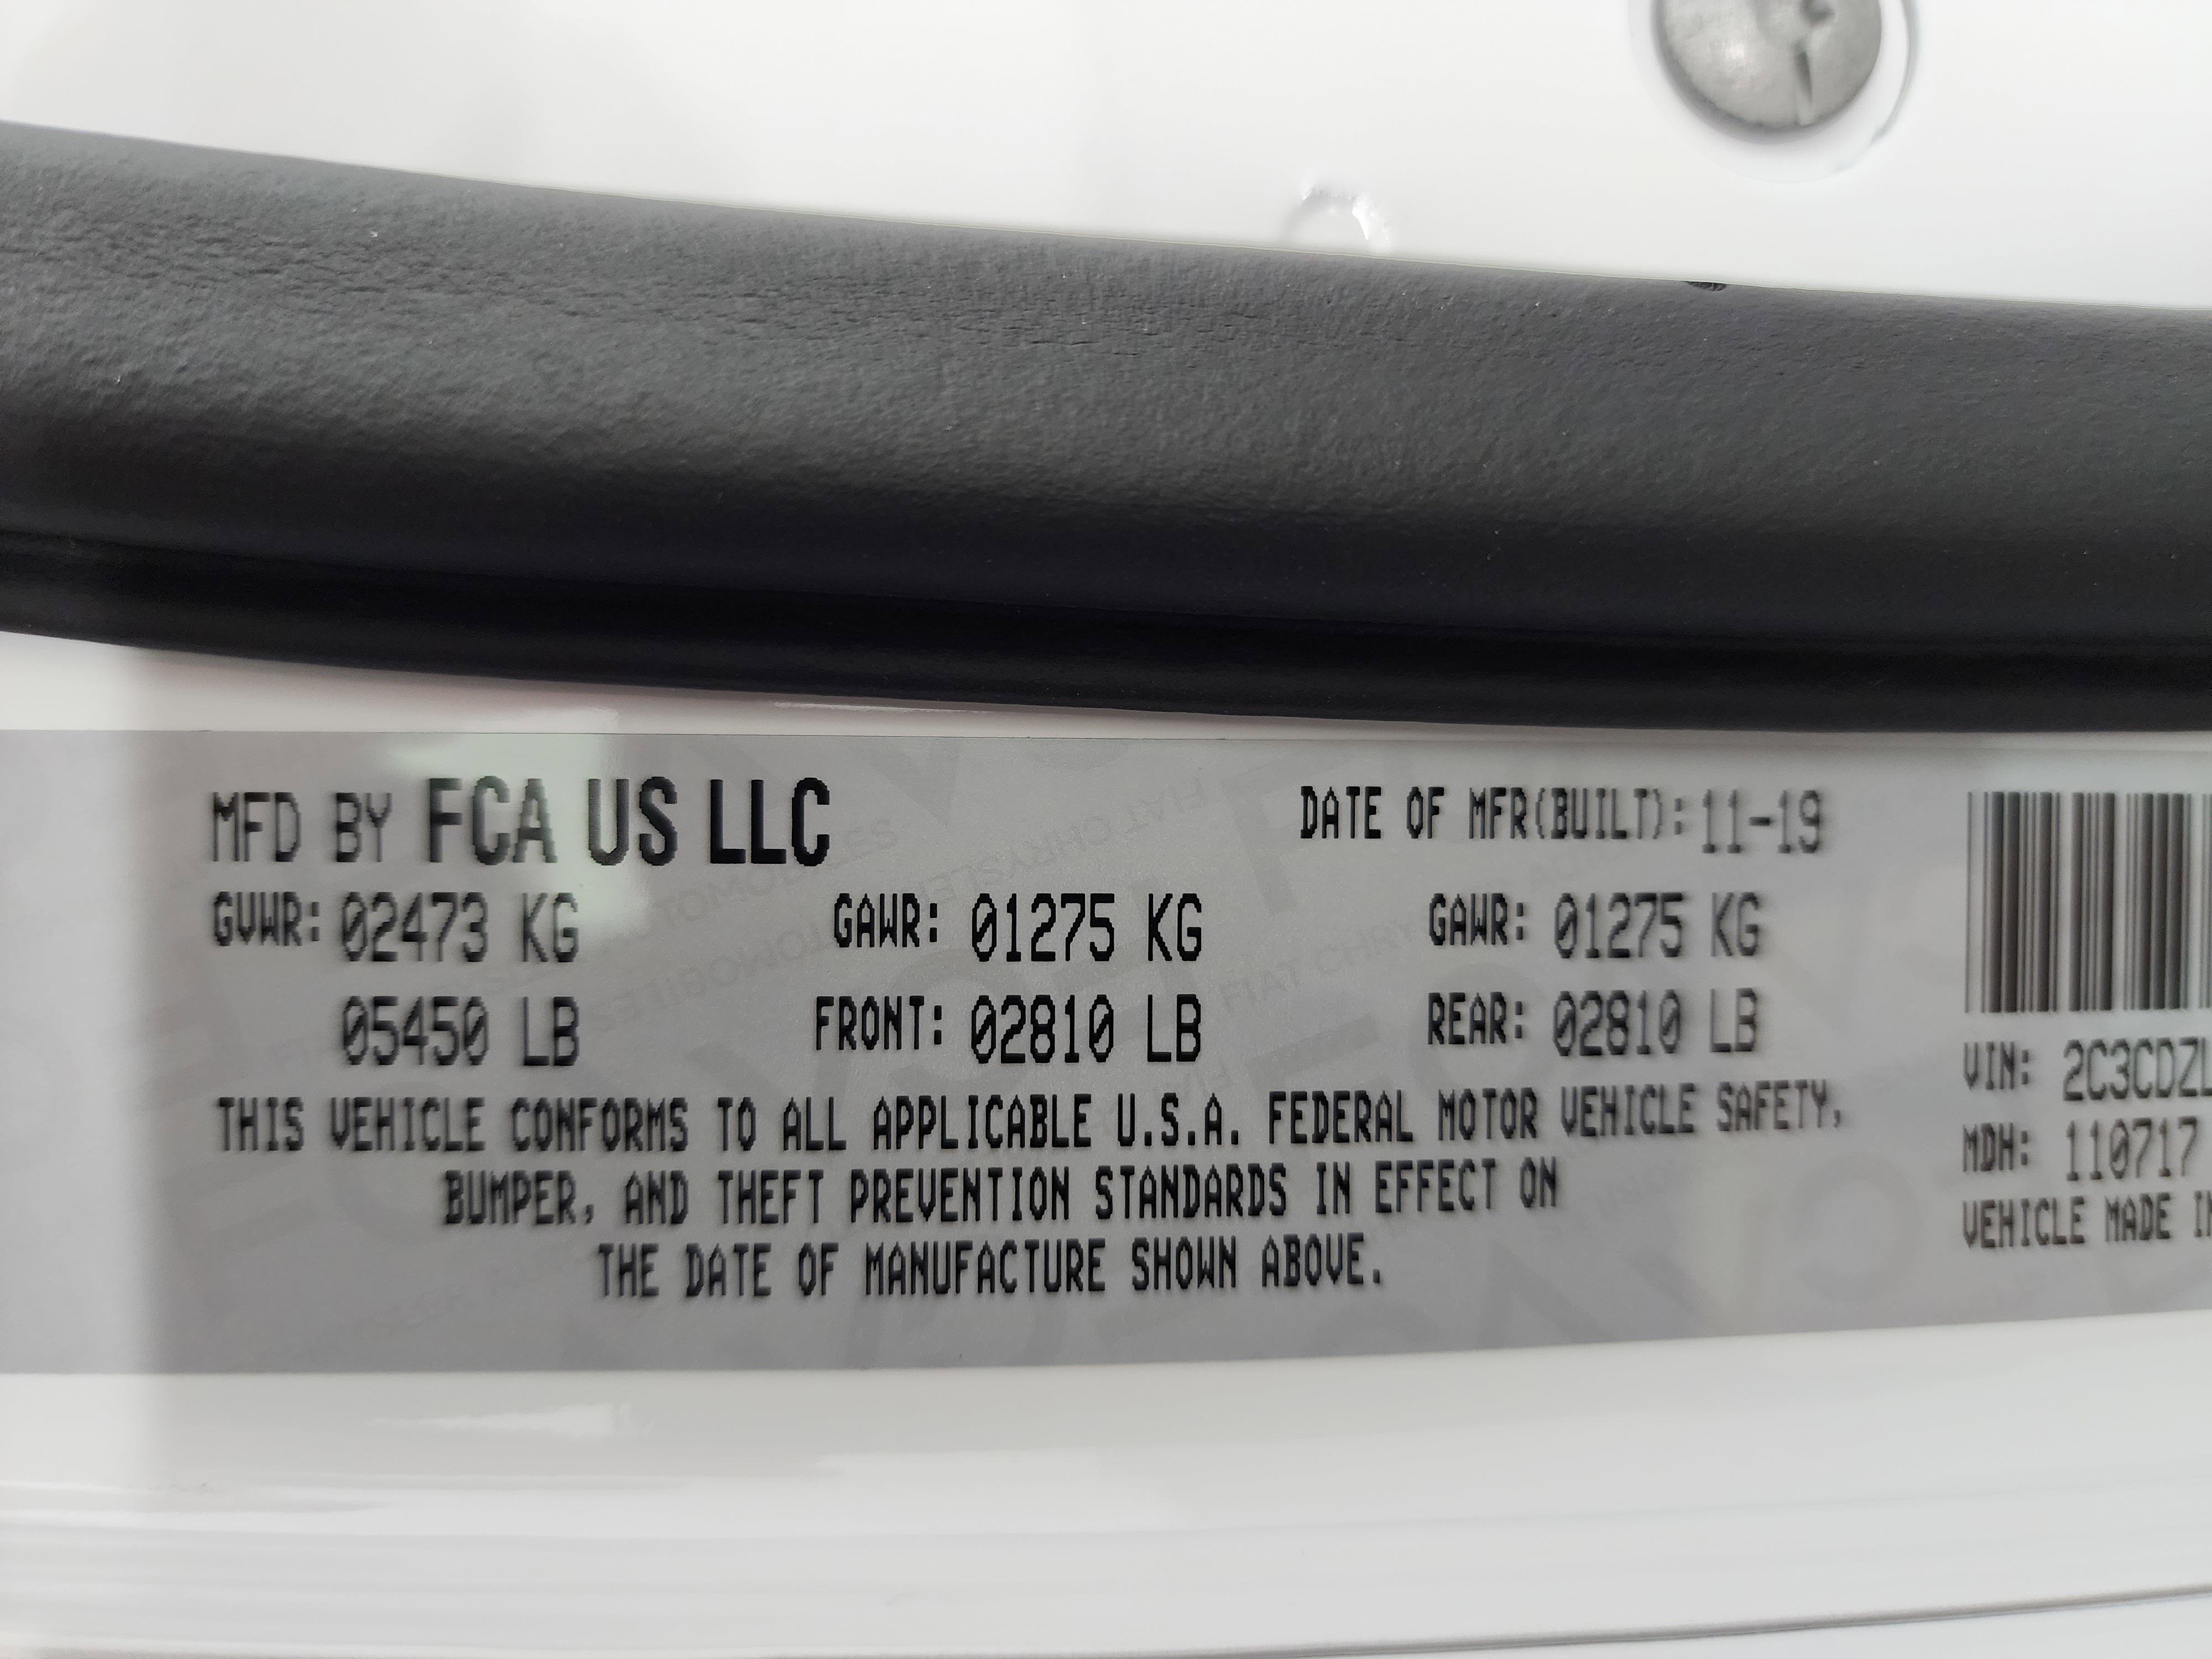 MFD BY FCA US LLC DATE OF MFR(BUILT): 11-19
GVWR: 02473 KG GAWR: 01275 KG GAWR: 01275 KG
05450 LB FRONT: 02810 LB REAR: 02810 LB
THIS VEHICLE CONFORMS TO ALL APPLICABLE U.S.A. FEDERAL MOTOR VEHICLE SAFETY,
BUMPER, AND THEFT PREVENTION STANDARDS IN EFFECT ON
THE DATE OF MANUFACTURE SHOWN ABOVE.
VIN: 2C3CDZL
MDH: 110717
VEHICLE MADE IN